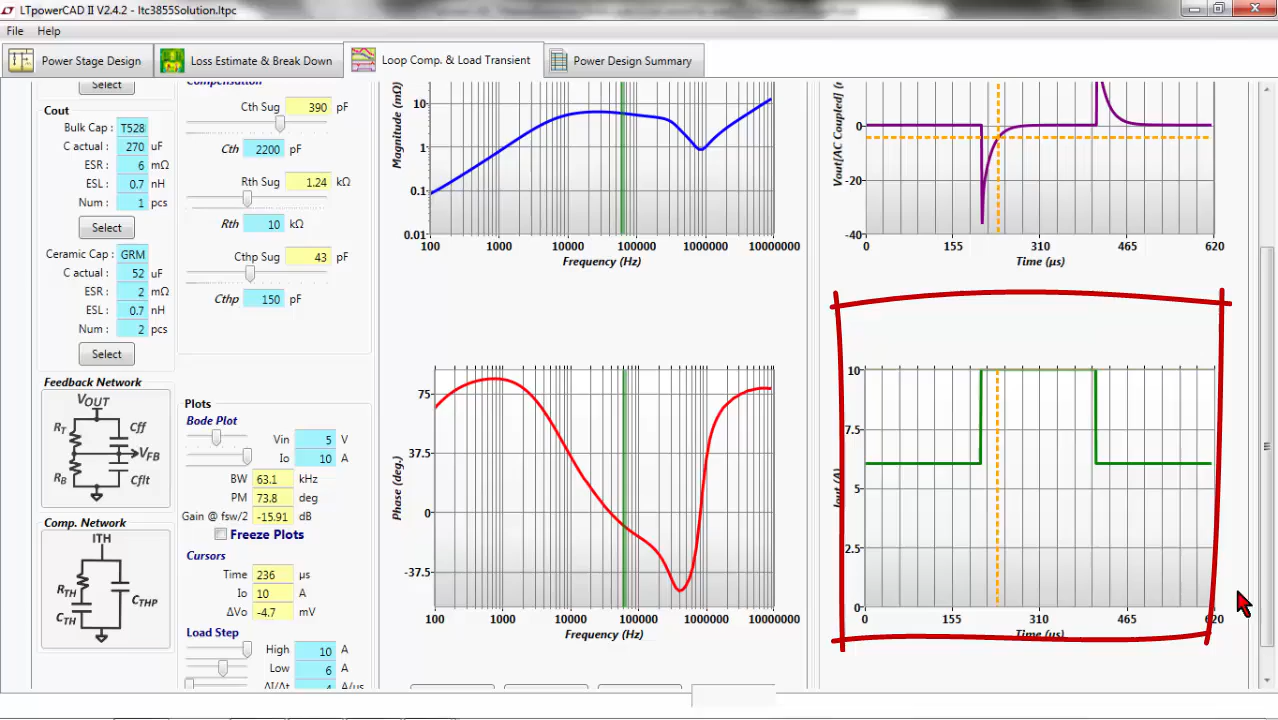 LTpowerCAD II V2.4.2 - ltc3855Solution.ltpc
File Help
Power Stage Design
Loss Estimate & Break Down
Loop Comp. & Load Transient
Power Design Summary
Select
Cout
Bulk Cap : T528
C actual : 270 uF
ESR : 6 mΩ
ESL : 0.7 nH
Num : 1 pcs
Select
Ceramic Cap : GRM
C actual : 52 uF
ESR : 2 mΩ
ESL : 0.7 nH
Num : 2 pcs
Select
Feedback Network
VOUT
RT
Cff
VFB
RB
Cflt
Comp. Network
ITH
RTH
CTHP
CTH
Compensation
Cth Sug 390 pF
Cth 2200 pF
Rth Sug 1.24 kΩ
Rth 10 kΩ
Cthp Sug 43 pF
Cthp 150 pF
Plots
Bode Plot
Vin 5 V
Io 10 A
BW 63.1 kHz
PM 73.8 deg
Gain @ fsw/2 -15.91 dB
Freeze Plots
Cursors
Time 236 µs
Io 10 A
ΔVo -4.7 mV
Load Step
High 10 A
Low 6 A
ΔI/Δt 4 A/us
Magnitude (mΩ)
10
1
0.1
0.01
100 1000 10000 100000 1000000 10000000
Frequency (Hz)
Phase (deg.)
75
37.5
0
-37.5
100 1000 10000 100000 1000000 10000000
Frequency (Hz)
Vout[AC Coupled] (
0
-20
-40
0 155 310 465 620
Time (µs)
Iout (A)
10
7.5
5
2.5
0
0 155 310 465 620
Time (µs)